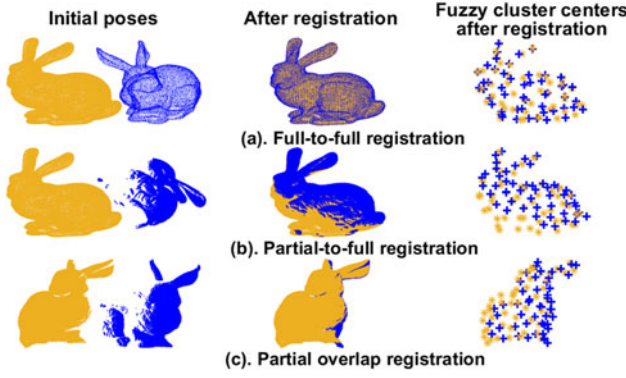 Initial poses
After registration
Fuzzy cluster centers
after registration
(a). Full-to-full registration
(b). Partial-to-full registration
(c). Partial overlap registration